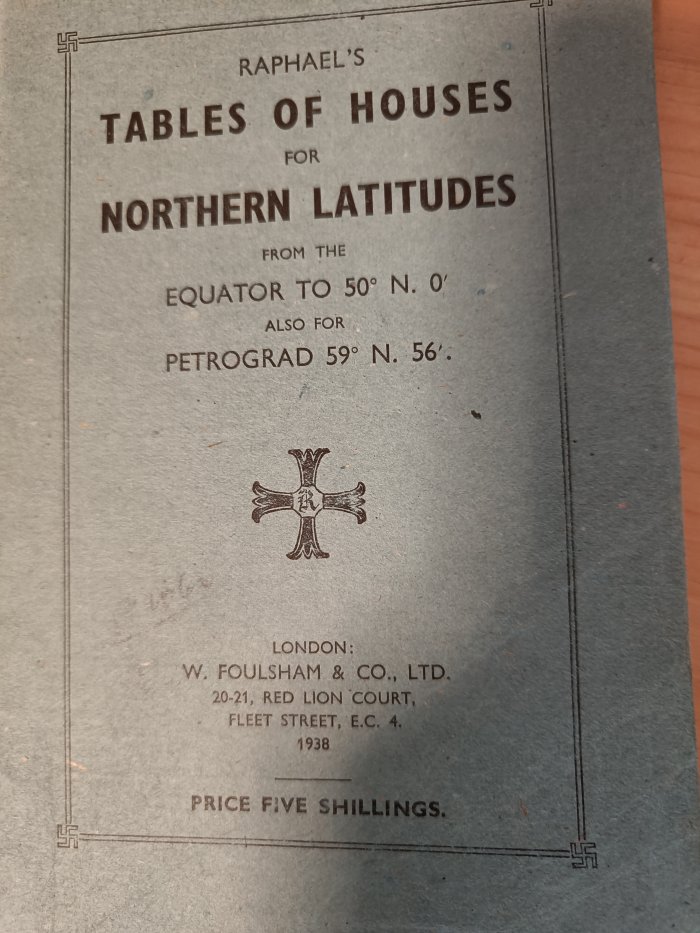 RAPHAEL'S
TABLES OF HOUSES
FOR
NORTHERN LATITUDES
FROM THE
EQUATOR TO 50° N. 0′
ALSO FOR
PETROGRAD 59° N. 56′.
R
LONDON:
W. FOULSHAM & CO., LTD.
20-21, RED LION COURT,
FLEET STREET, E.C. 4.
1938
PRICE FIVE SHILLINGS.